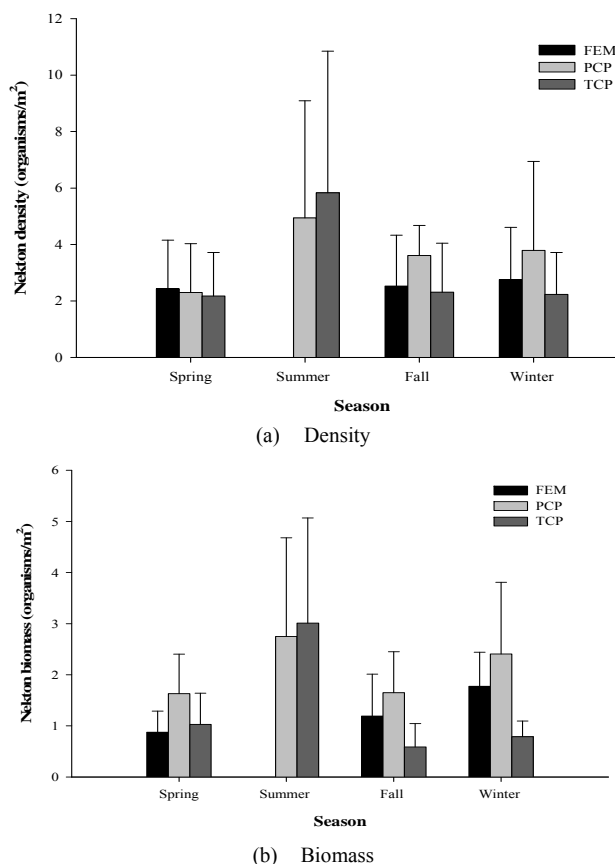 12
10
8
6
4
2
0
Nekton density (organisms/m²)
FEM
PCP
TCP
Spring Summer Fall Winter
Season
(a) Density
6
5
4
3
2
1
0
Nekton biomass (organisms/m²)
FEM
PCP
TCP
Spring Summer Fall Winter
Season
(b) Biomass